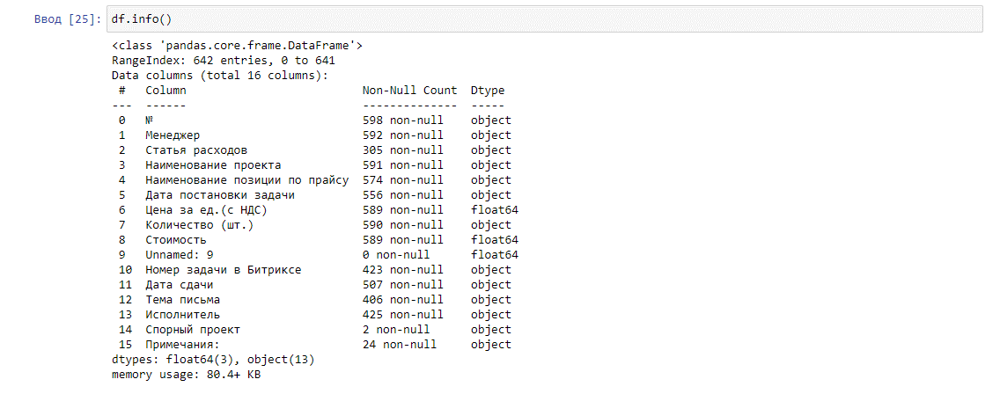 Ввод [25]: df.info()
<class 'pandas.core.frame.DataFrame'>
RangeIndex: 642 entries, 0 to 641
Data columns (total 16 columns):
 #   Column                          Non-Null Count  Dtype
---  ------                          --------------  -----
 0   №                               598 non-null    object
 1   Менеджер                        592 non-null    object
 2   Статья расходов                 305 non-null    object
 3   Наименование проекта            591 non-null    object
 4   Наименование позиции по прайсу  574 non-null    object
 5   Дата постановки задачи          556 non-null    object
 6   Цена за ед.(с НДС)              589 non-null    float64
 7   Количество (шт.)                590 non-null    object
 8   Стоимость                       589 non-null    float64
 9   Unnamed: 9                      0 non-null      float64
 10  Номер задачи в Битриксе         423 non-null    object
 11  Дата сдачи                      507 non-null    object
 12  Тема письма                     406 non-null    object
 13  Исполнитель                     425 non-null    object
 14  Спорный проект                  2 non-null      object
 15  Примечания:                     24 non-null     object
dtypes: float64(3), object(13)
memory usage: 80.4+ KB